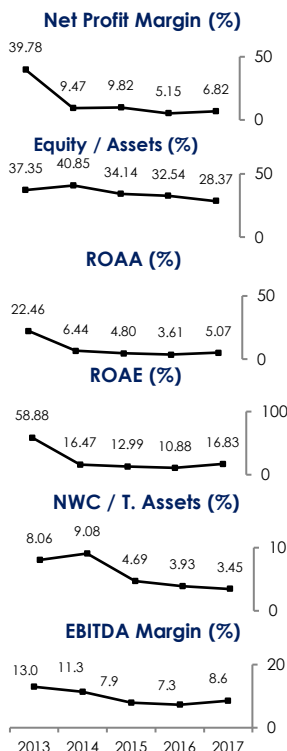 Net Profit Margin (%)
39.78
50
9.47 9.82 5.15 6.82
0
Equity / Assets (%)
50
37.35 40.85 34.14 32.54 28.37
0
ROAA (%)
50
22.46
6.44 4.80 3.61 5.07
0
ROAE (%)
100
58.88
16.47 12.99 10.88 16.83
0
NWC / T. Assets (%)
8.06 9.08
10
4.69 3.93 3.45
0
EBITDA Margin (%)
20
13.0 11.3 7.9 7.3 8.6
0
2013 2014 2015 2016 2017